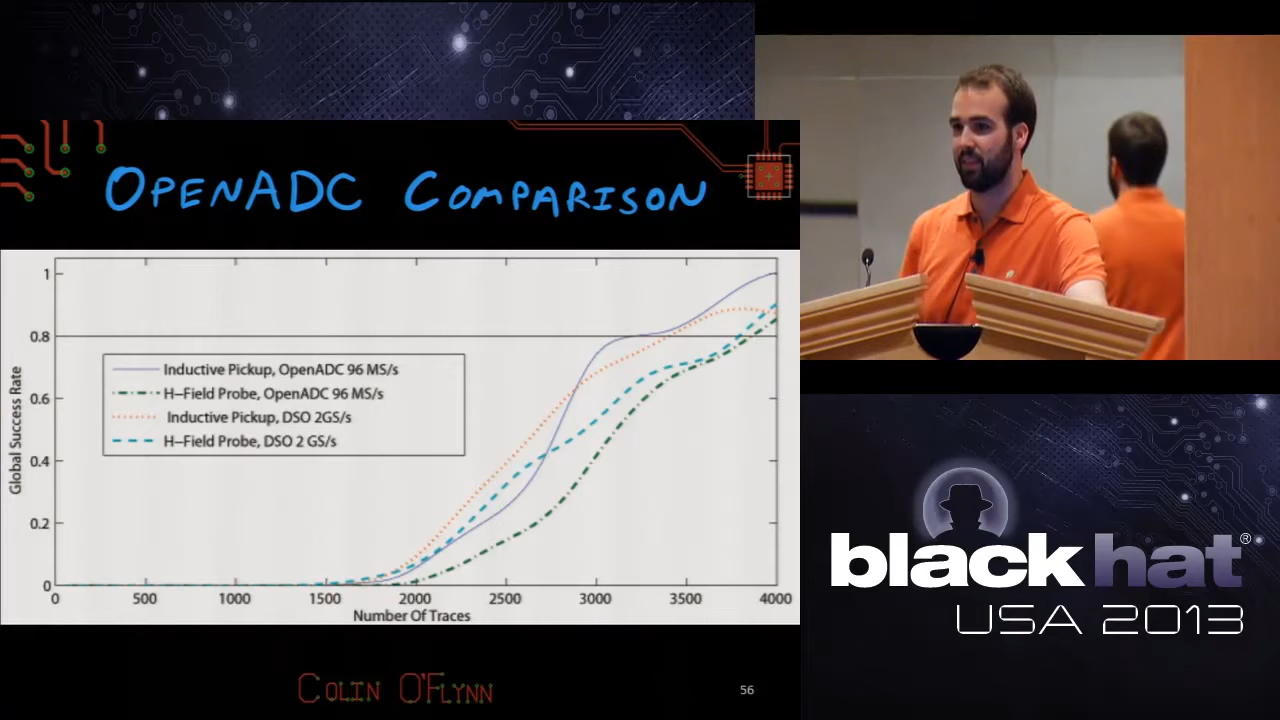 OPENADC COMPARISON
Global Success Rate
1
0.8
0.6
0.4
0.2
0
Inductive Pickup, OpenADC 96 MS/s
H-Field Probe, OpenADC 96 MS/s
Inductive Pickup, DSO 2GS/s
H-Field Probe, DSO 2 GS/s
0 500 1000 1500 2000 2500 3000 3500 4000
Number Of Traces
COLIN O'FLYNN
56
black hat®
USA 2013